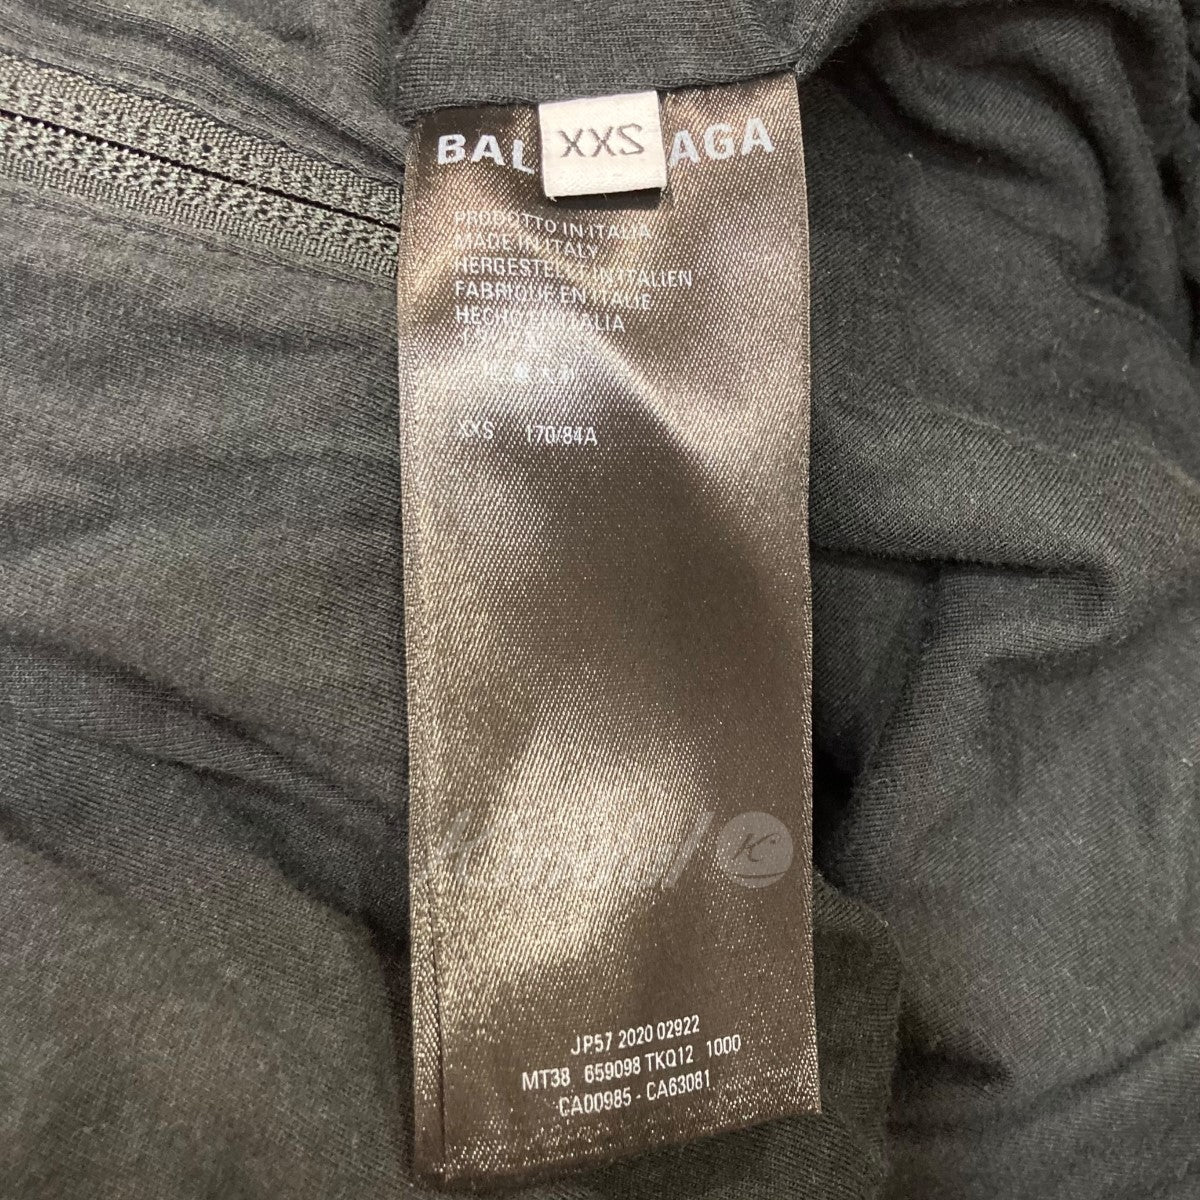 BAL AGA
XXS
PRODOTTO IN ITALIA
MADE IN ITALY
HERGESTELLT IN ITALIEN
FABRIQUE EN ITALIE
HECHO EN ITALIA
XXS 170/84A
K
JP57 2020 02922
MT38 659098 TKQ12 1000
CA00985 - CA63081